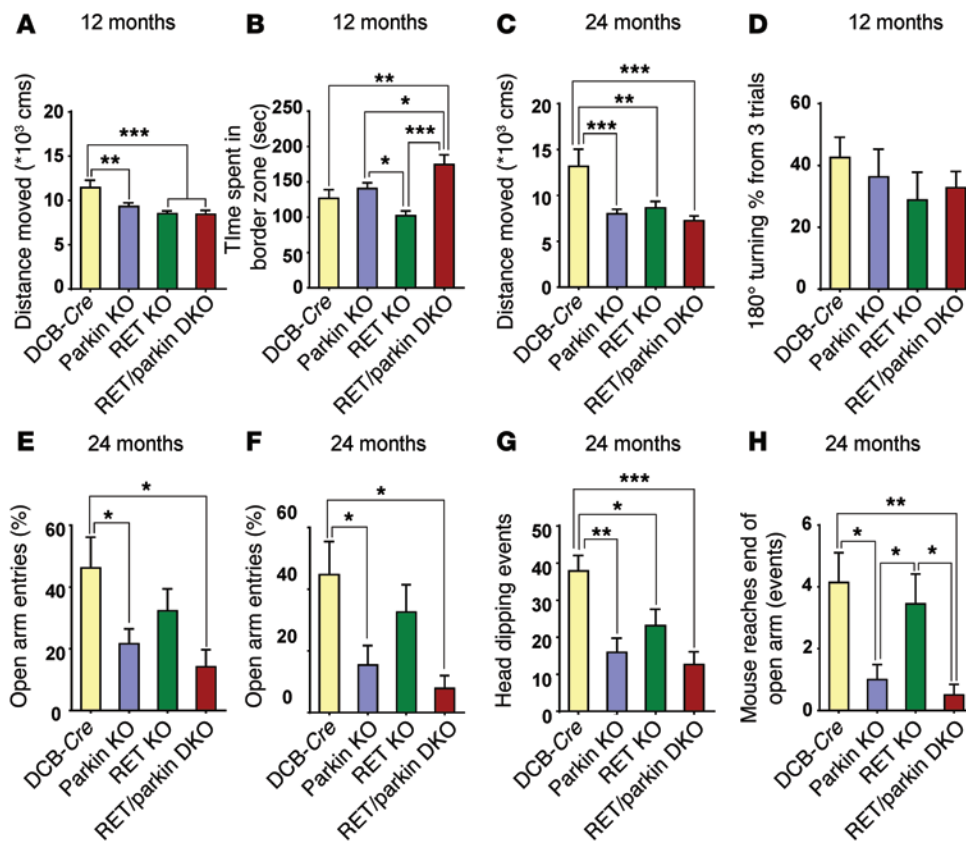 A 12 months
Distance moved (*10³ cms)
20
15
10
5
0
***
**
DCB-Cre
Parkin KO
RET KO
RET/parkin DKO
B 12 months
TIme spent in
border zone (sec)
250
200
150
100
50
0
**
*
***
*
DCB-Cre
Parkin KO
RET KO
RET/parkin DKO
C 24 months
Distance moved (*10³ cms)
20
15
10
5
0
***
**
***
DCB-Cre
Parkin KO
RET KO
RET/parkin DKO
D 12 months
180° turning % from 3 trials
60
40
20
0
DCB-Cre
Parkin KO
RET KO
RET/parkin DKO
E 24 months
Open arm entries (%)
60
40
20
0
*
*
DCB-Cre
Parkin KO
RET KO
RET/parkin DKO
F 24 months
Open arm entries (%)
60
40
20
0
*
*
DCB-Cre
Parkin KO
RET KO
RET/parkin DKO
G 24 months
Head dipping events
50
40
30
20
10
0
***
*
**
DCB-Cre
Parkin KO
RET KO
RET/parkin DKO
H 24 months
Mouse reaches end of
open arm (events)
6
4
2
0
**
*
*
*
DCB-Cre
Parkin KO
RET KO
RET/parkin DKO